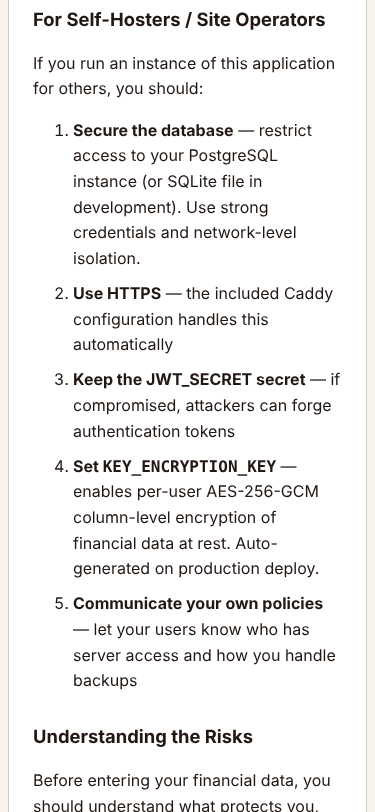 For Self-Hosters / Site Operators
If you run an instance of this application
for others, you should:
1. Secure the database — restrict
access to your PostgreSQL
instance (or SQLite file in
development). Use strong
credentials and network-level
isolation.
2. Use HTTPS — the included Caddy
configuration handles this
automatically
3. Keep the JWT_SECRET secret — if
compromised, attackers can forge
authentication tokens
4. Set KEY_ENCRYPTION_KEY —
enables per-user AES-256-GCM
column-level encryption of
financial data at rest. Auto-
generated on production deploy.
5. Communicate your own policies
— let your users know who has
server access and how you handle
backups
Understanding the Risks
Before entering your financial data, you
should understand what protects you,